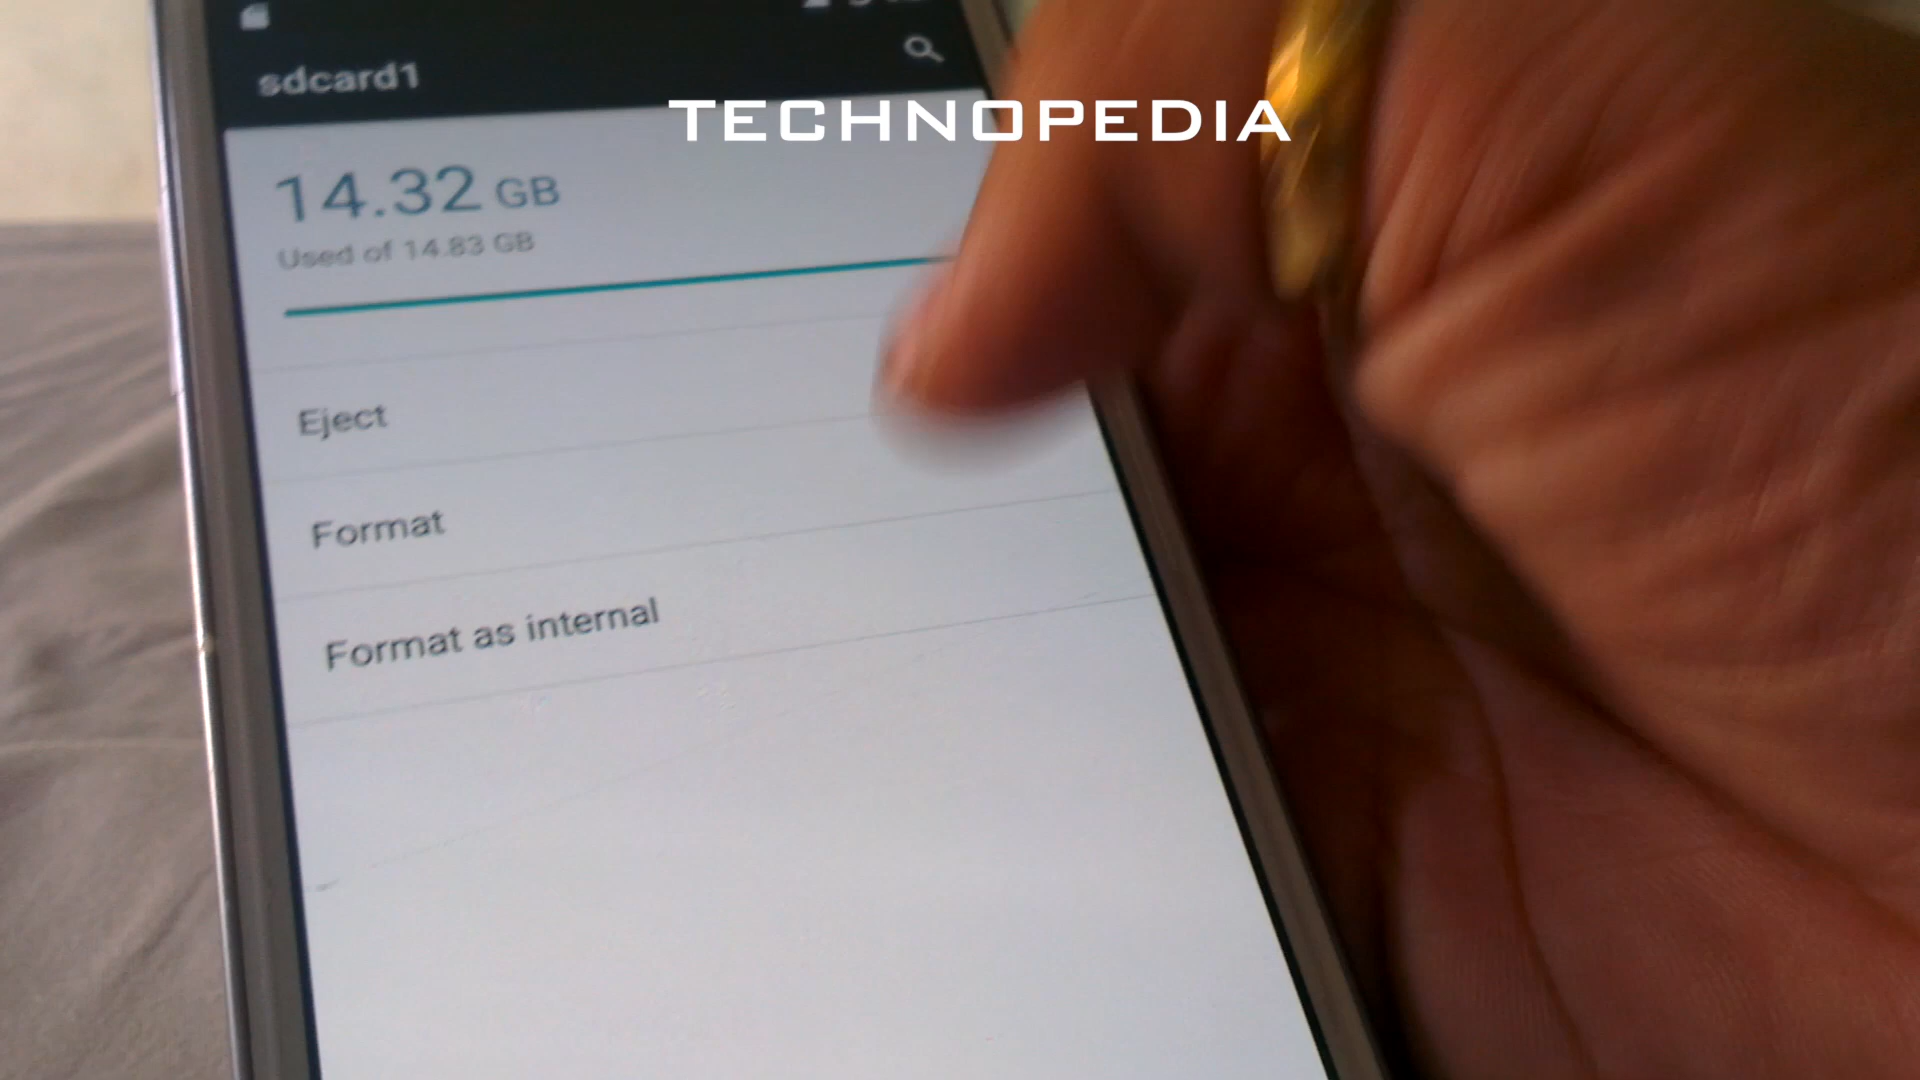 sdcard1
TECHNOPEDIA
14.32 GB
Used of 14.83 GB
Eject
Format
Format as internal